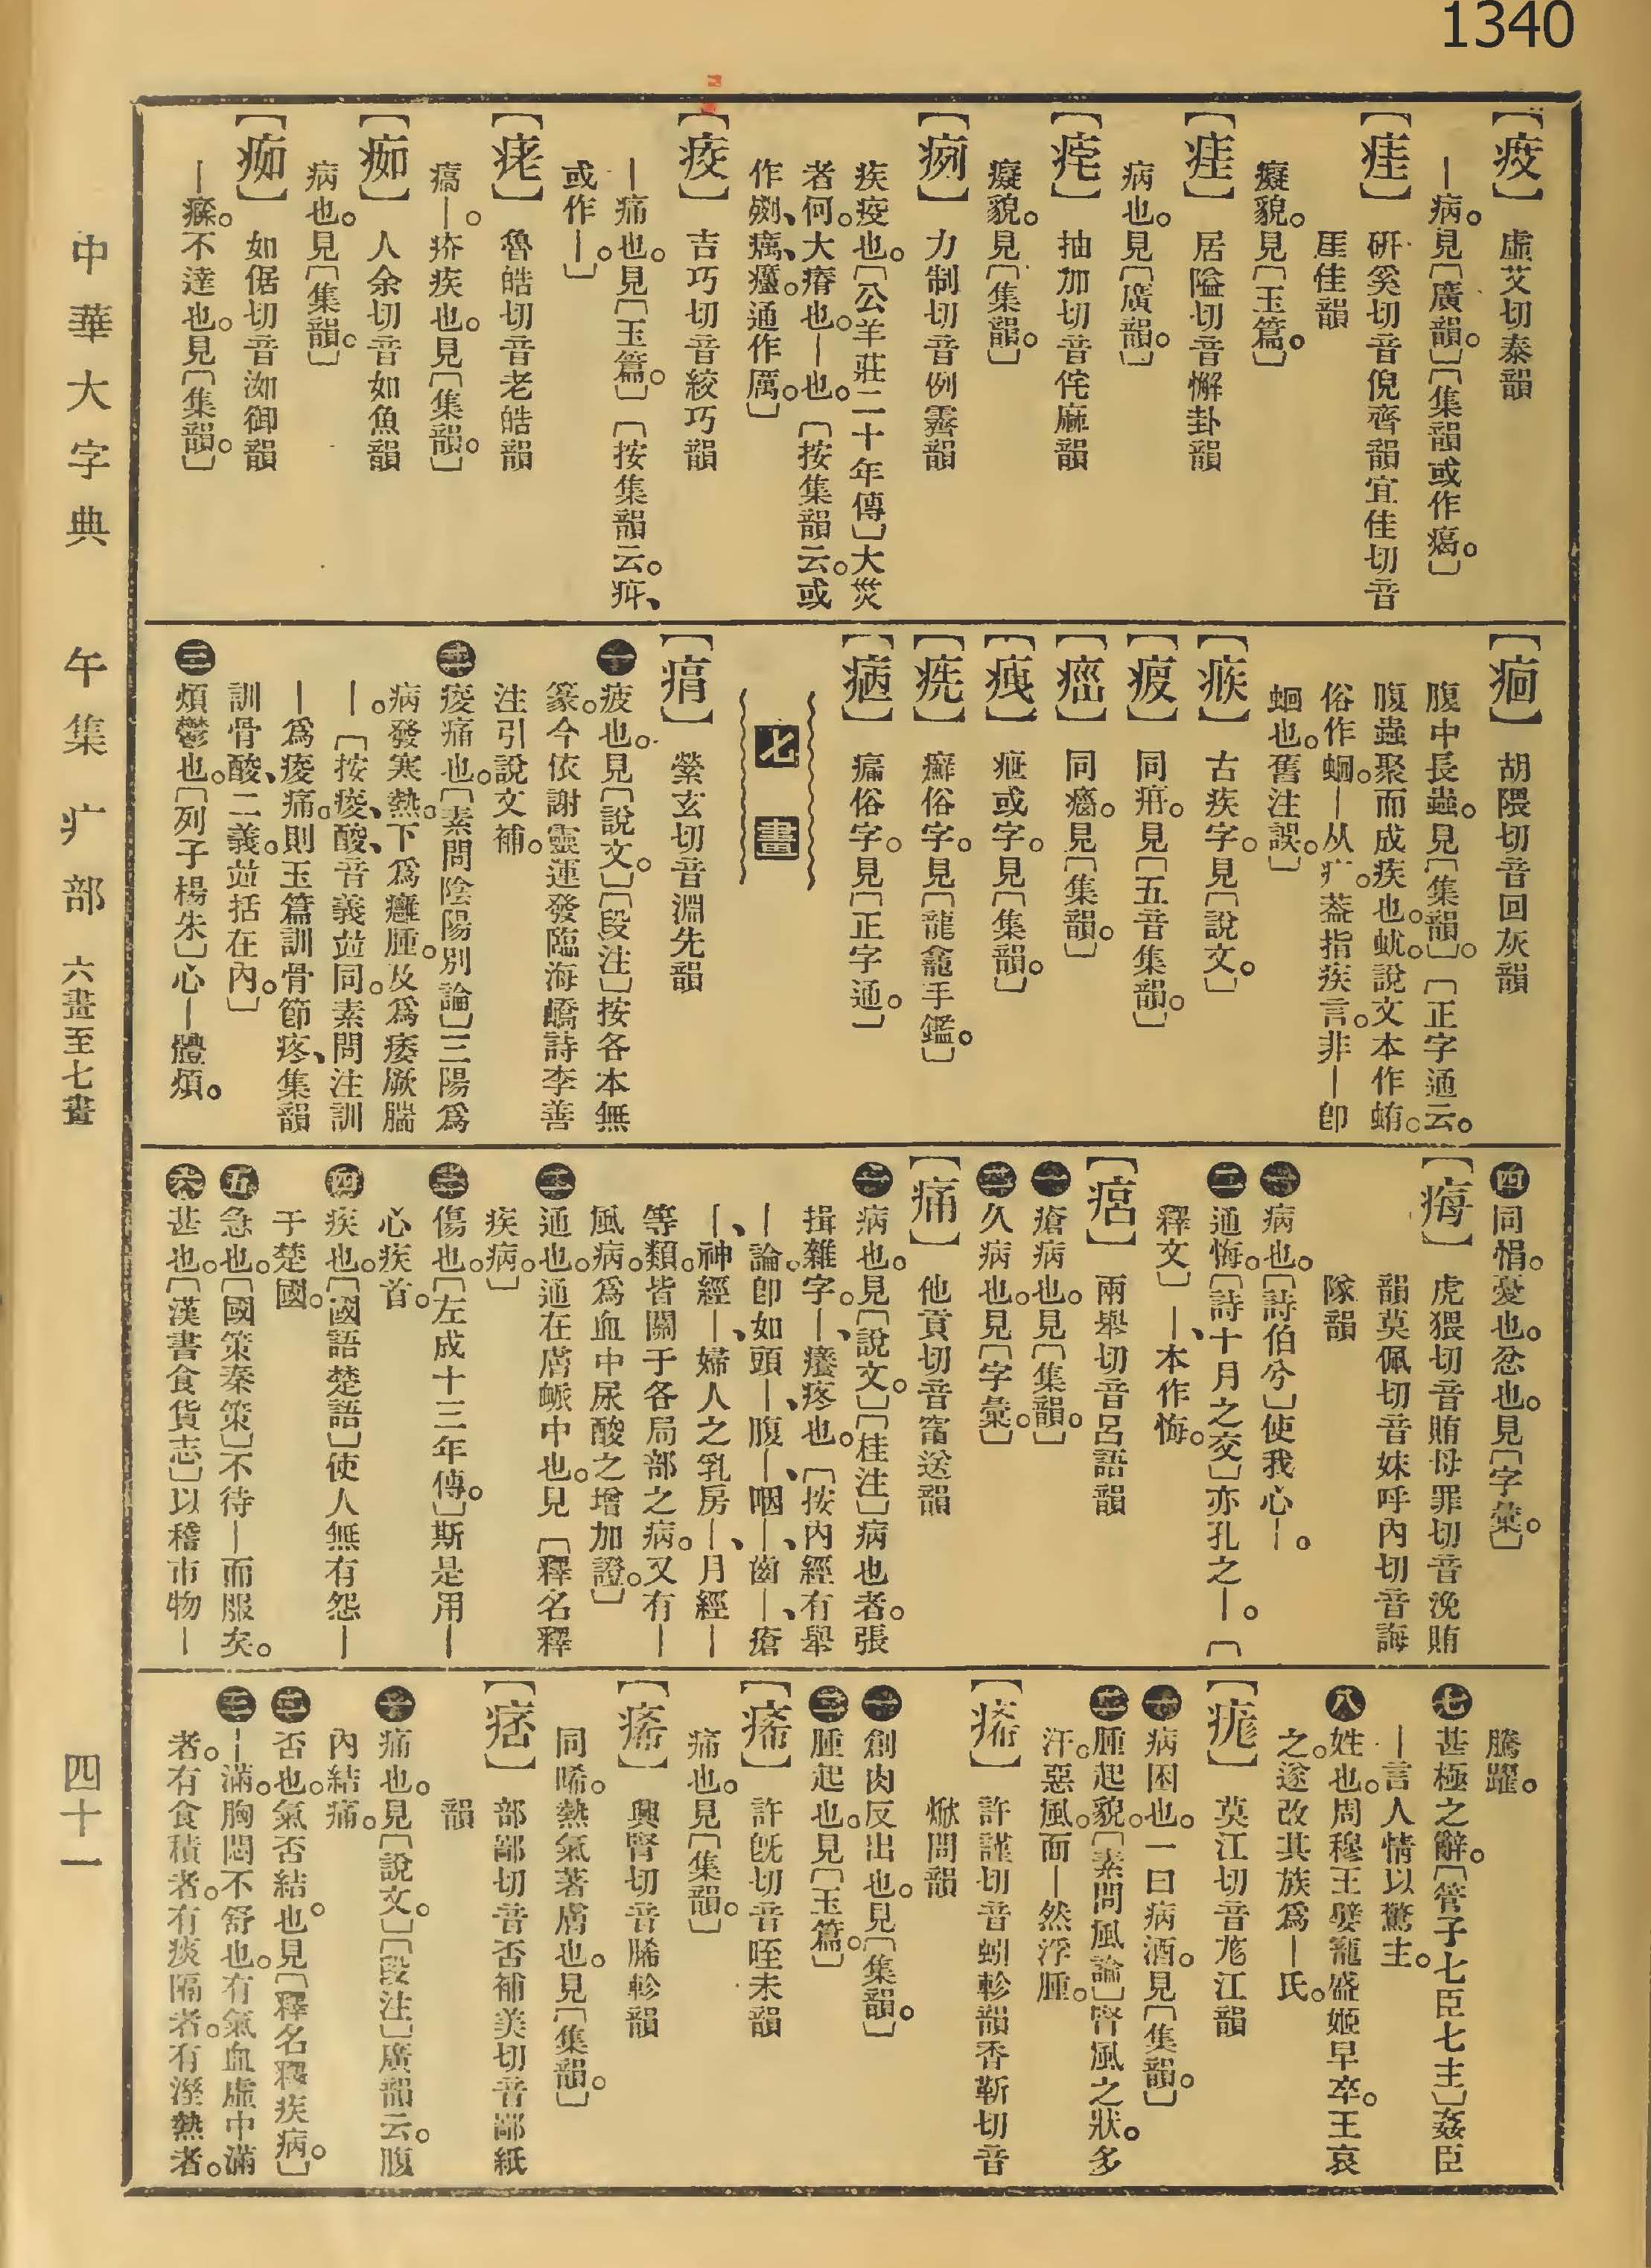 1340
【㾢】虛艾切泰韻
｜病。見〔廣韻。〕〔集韻或作㿣。〕
【痵】研奚切音倪齊韻宜佳切音
厓佳韻
癡貌。見〔玉篇。〕
【痵】居隘切音懈卦韻
病也。見〔廣韻。〕
【㾏】抽加切音侘麻韻
癡貌。見〔集韻。〕
【㾐】力制切音例霽韻
疾疫也。〔公羊莊二十年傳〕大災
者何。大瘠也。｜也。〔按集韻云。或
作㓹、癘、𤻤。通作厲。〕
【㾘】吉巧切音絞巧韻
｜痛也。見〔玉篇。〕〔按集韻云。㽱、
或作｜。〕
【㾗】魯皓切音老皓韻
㾯｜。疥疾也。見〔集韻。〕
【㾒】人余切音如魚韻
病也。見〔集韻。〕
【㾒】如倨切音洳御韻
｜瘯。不達也。見〔集韻。〕
【痐】胡隈切音回灰韻
腹中長蟲。見〔集韻。〕〔正字通云。
腹蟲聚而成疾也。蚘。說文本作蛕。
俗作蛔。｜从疒。葢指疾言。非｜卽
蛔也。舊注誤。〕
【㾈】古疾字。見〔說文。〕
【㾊】同㾓。見〔五音集韻。〕
【㾔】同癋。見〔集韻。〕
【㾨】疵或字。見〔集韻。〕
【㾌】癬俗字。見〔龍龕手鑑。〕
【㾛】㾺俗字。見〔正字通。〕
七畫
【痟】縈玄切音淵先韻
㊀疲也。見〔說文。〕〔段注〕按各本無
篆。今依謝靈運發臨海嶠詩李善
注引說文補。
㊁痠痛也。〔素問陰陽別論〕三陽爲
病發寒熱。下爲癰腫。及爲痿厥腨
｜。〔按痠、酸、音義竝同。素問注訓
｜爲痠痛。則玉篇訓骨節疼、集韻
訓骨酸、二義。竝括在內。〕
㊂煩鬱也。〔列子楊朱〕心｜體煩。
㊃同悁。憂也。忿也。見〔字彙。〕
【痗】虎猥切音賄母罪切音浼賄
韻莫佩切音妹呼內切音誨
隊韻
㊀病也。〔詩伯兮〕使我心｜。
㊁通悔。〔詩十月之交〕亦孔之｜。〔
釋文〕｜、本作悔。
【㾔】兩舉切音呂語韻
㊀瘡病也。見〔集韻。〕
㊁久病也。見〔字彙。〕
【痛】他貢切音痌送韻
㊀病也。見〔說文。〕〔桂注〕病也者。張
揖雜字。｜、癢疼也。〔按內經有舉
｜論。卽如頭｜、腹｜、咽｜、齒｜、瘡
｜、神經｜、婦人之乳房｜、月經｜
等類。皆關于各局部之病。又有｜
風病。爲血中尿酸之增加證。〕
㊁通也。通在膚䘑中也。見〔釋名釋
疾病〕
㊂傷也。〔左成十三年傳。〕斯是用｜
心疾首。
㊃疾也。〔國語楚語〕使人無有怨｜
于楚國。
㊄急也。〔國策秦策〕不待｜而服矣。
㊅甚也。〔漢書食貨志〕以稽市物｜
騰躍。
㊆甚極之辭。〔管子七臣七主〕姦臣
｜言人情以驚主。
㊇姓也。周穆王嬖寵盛姬早卒。王哀
之。遂改其族爲｜氏。
【痝】莫江切音尨江韻
㊀病困也。一曰病酒。見〔集韻。〕
㊁腫起貌。〔素問風論〕腎風之狀。多
汗。惡風。面｜然浮腫。
【痚】許謹切音蚓軫韻香靳切音
焮問韻
㊀創肉反出也。見〔集韻。〕
㊁腫起也。見〔玉篇。〕
【痚】許旣切音咥未韻
痛也。見〔集韻。〕
【痚】興腎切音脪軫韻
同晞。熱氣著膚也。見〔集韻。〕
【痞】部鄙切音否補美切音鄙紙
韻
㊀痛也。見〔說文。〕〔段注〕廣韻云。腹
內結痛。
㊁否也。氣否結。也。見〔釋名釋疾病。〕
㊂｜滿。胸悶不舒也。有氣血虛中滿
者。有食積者。有痰隔者。有溼熱者。
中華大字典　午集　疒部　六畫至七畫
四十一